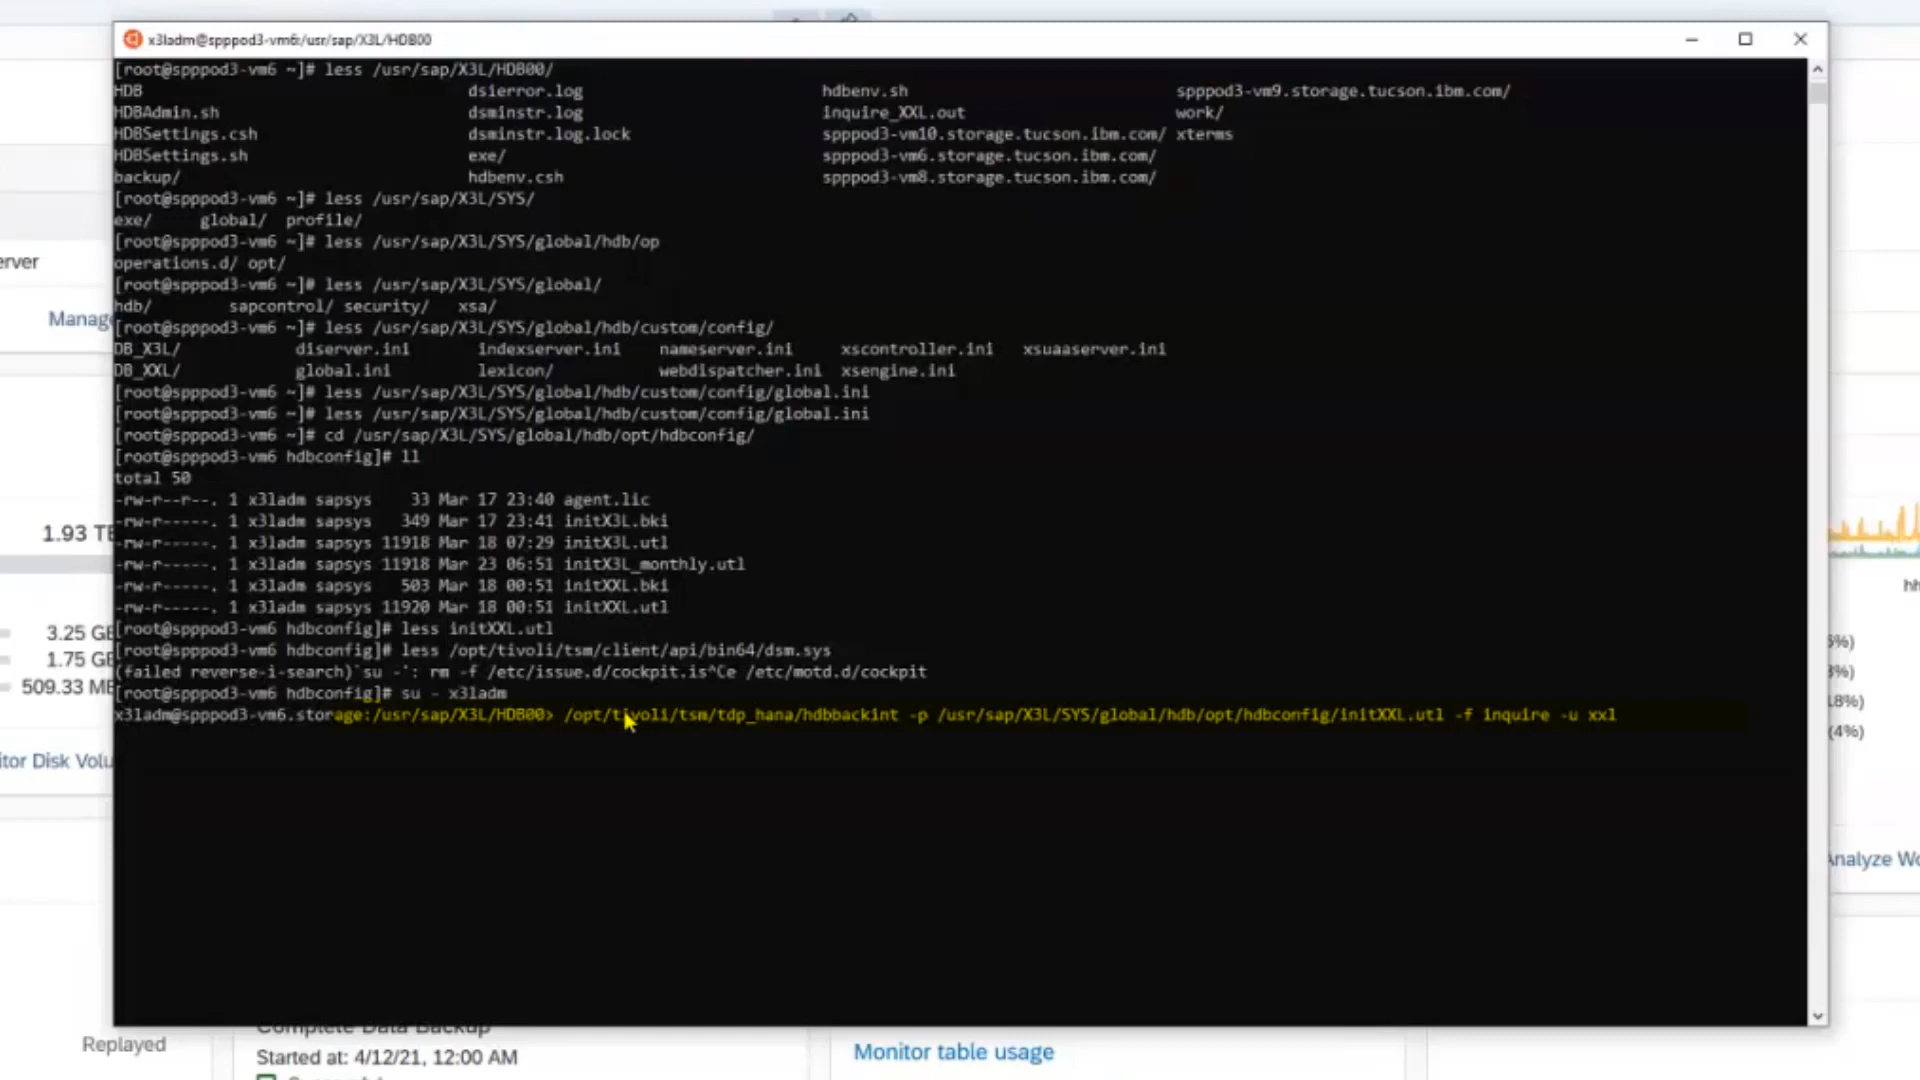 x3ladm@spppod3-vm6:/usr/sap/X3L/HDB00
[root@spppod3-vm6 ~]# less /usr/sap/X3L/HDB00/
HDB dsierror.log hdbenv.sh spppod3-vm9.storage.tucson.ibm.com/
HDBAdmin.sh dsminstr.log inquire_XXL.out work/
HDBSettings.csh dsminstr.log.lock spppod3-vm10.storage.tucson.ibm.com/ xterms
HDBSettings.sh exe/ spppod3-vm6.storage.tucson.ibm.com/
backup/ hdbenv.csh spppod3-vm8.storage.tucson.ibm.com/
[root@spppod3-vm6 ~]# less /usr/sap/X3L/SYS/
exe/ global/ profile/
[root@spppod3-vm6 ~]# less /usr/sap/X3L/SYS/global/hdb/op
operations.d/ opt/
[root@spppod3-vm6 ~]# less /usr/sap/X3L/SYS/global/
hdb/ sapcontrol/ security/ xsa/
[root@spppod3-vm6 ~]# less /usr/sap/X3L/SYS/global/hdb/custom/config/
DB_X3L/ diserver.ini indexserver.ini nameserver.ini xscontroller.ini xsuaaserver.ini
DB_XXL/ global.ini lexicon/ webdispatcher.ini xsengine.ini
[root@spppod3-vm6 ~]# less /usr/sap/X3L/SYS/global/hdb/custom/config/global.ini
[root@spppod3-vm6 ~]# less /usr/sap/X3L/SYS/global/hdb/custom/config/global.ini
[root@spppod3-vm6 ~]# cd /usr/sap/X3L/SYS/global/hdb/opt/hdbconfig/
[root@spppod3-vm6 hdbconfig]# ll
total 50
-rw-r--r--. 1 x3ladm sapsys 33 Mar 17 23:40 agent.lic
-rw-r-----. 1 x3ladm sapsys 349 Mar 17 23:41 initX3L.bki
-rw-r-----. 1 x3ladm sapsys 11918 Mar 18 07:29 initX3L.utl
-rw-r-----. 1 x3ladm sapsys 11918 Mar 23 06:51 initX3L_monthly.utl
-rw-r-----. 1 x3ladm sapsys 503 Mar 18 00:51 initXXL.bki
-rw-r-----. 1 x3ladm sapsys 11920 Mar 18 00:51 initXXL.utl
[root@spppod3-vm6 hdbconfig]# less initXXL.utl
[root@spppod3-vm6 hdbconfig]# less /opt/tivoli/tsm/client/api/bin64/dsm.sys
(failed reverse-i-search)`su -': rm -f /etc/issue.d/cockpit.is^Ce /etc/motd.d/cockpit
[root@spppod3-vm6 hdbconfig]# su - x3ladm
x3ladm@spppod3-vm6.storage:/usr/sap/X3L/HDB00> /opt/tivoli/tsm/tdp_hana/hdbbackint -p /usr/sap/X3L/SYS/global/hdb/opt/hdbconfig/initXXL.utl -f inquire -u xxl
erver
Manag
1.93 TB
3.25 GB
1.75 GB
509.33 MB
itor Disk Volu
hh
(4%)
Analyze Wo
Replayed
Complete Data Backup
Started at: 4/12/21, 12:00 AM
Monitor table usage